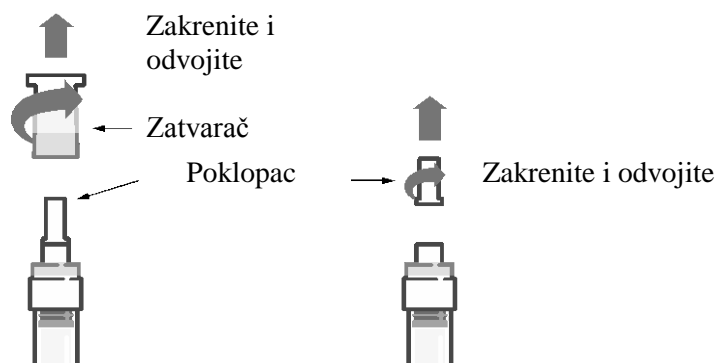 Zakrenite i
odvojite
Zatvarač
Poklopac
Zakrenite i odvojite